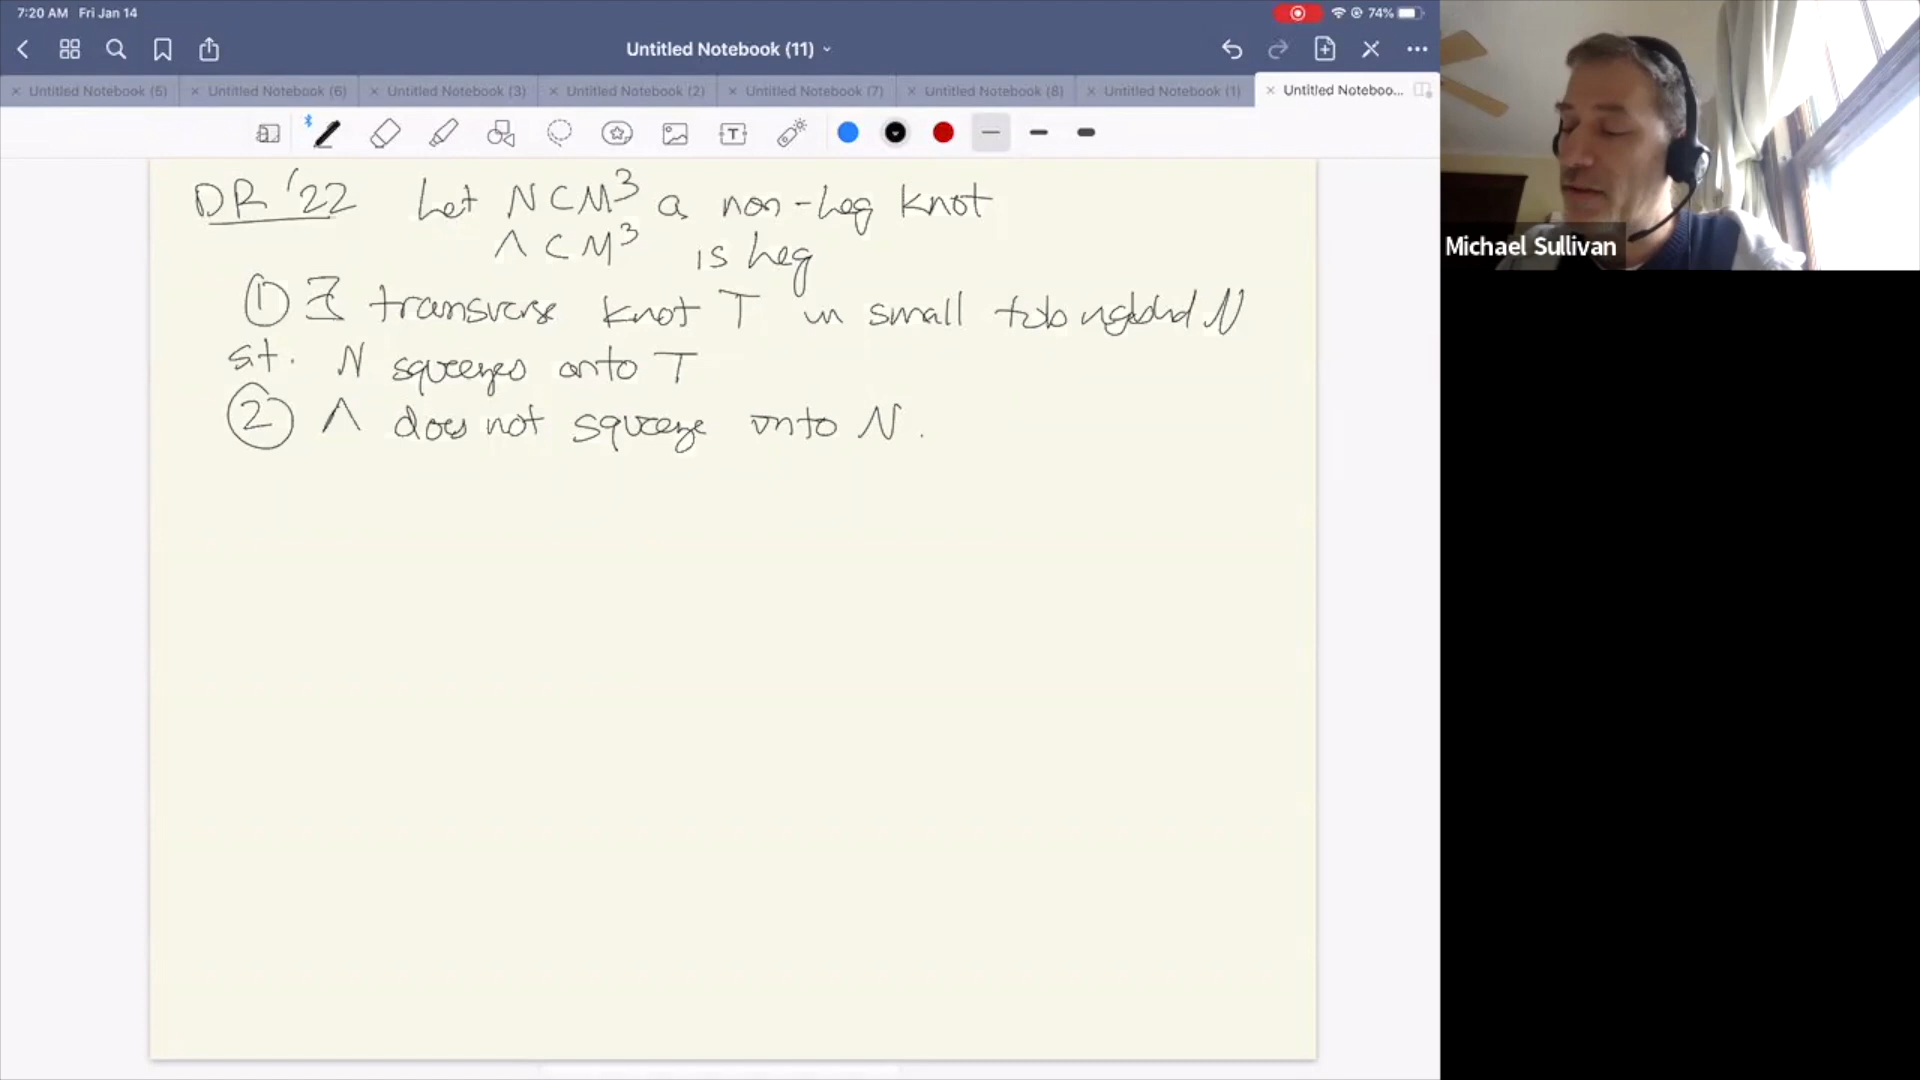 7:20 AM Fri Jan 14
74%
Untitled Notebook (11)
Untitled Notebook (5)
Untitled Notebook (6)
Untitled Notebook (3)
Untitled Notebook (2)
Untitled Notebook (7)
Untitled Notebook (8)
Untitled Notebook (1)
Untitled Noteboo...
DR '22 Let N ⊂ M³ a non-Leg knot
Λ ⊂ M³ is Leg
① ∃ transverse knot T in small tub N
st. N squeezes onto T
② Λ does not squeeze onto N.
Michael Sullivan